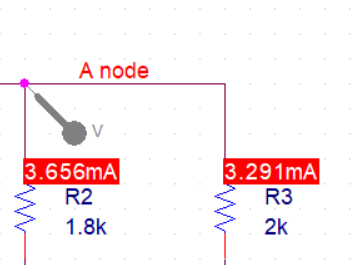 A node
V
3.656mA
3.291mA
R2
R3
1.8k
2k